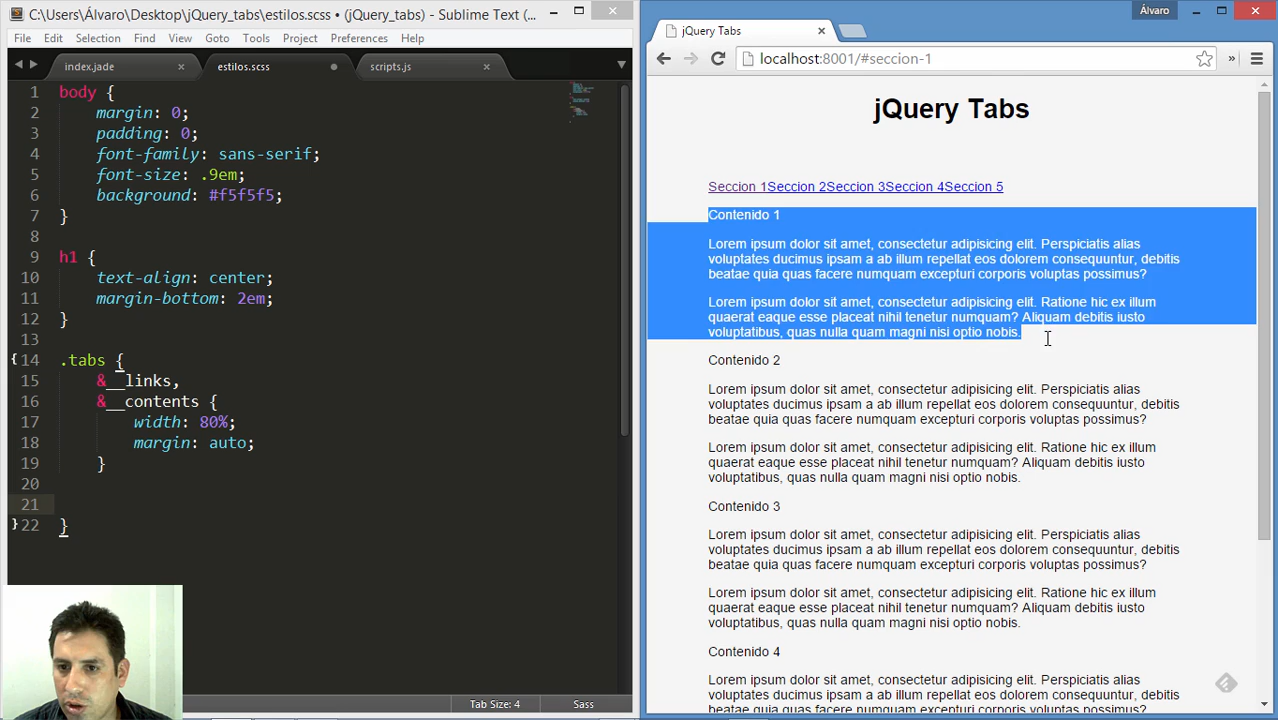 C:\Users\Álvaro\Desktop\jQuery_tabs\estilos.scss • (jQuery_tabs) - Sublime Text (...
File Edit Selection Find View Goto Tools Project Preferences Help
index.jade × estilos.scss scripts.js ×
1 body {
2 margin: 0;
3 padding: 0;
4 font-family: sans-serif;
5 font-size: .9em;
6 background: #f5f5f5;
7 }
8
9 h1 {
10 text-align: center;
11 margin-bottom: 2em;
12 }
13
14 .tabs {
15 &__links,
16 &__contents {
17 width: 80%;
18 margin: auto;
19 }
20
21
22 }
Tab Size: 4 Sass
Álvaro
jQuery Tabs ×
localhost:8001/#seccion-1
jQuery Tabs
Seccion 1Seccion 2Seccion 3Seccion 4Seccion 5
Contenido 1
Lorem ipsum dolor sit amet, consectetur adipisicing elit. Perspiciatis alias
voluptates ducimus ipsam a ab illum repellat eos dolorem consequuntur, debitis
beatae quia quas facere numquam excepturi corporis voluptas possimus?
Lorem ipsum dolor sit amet, consectetur adipisicing elit. Ratione hic ex illum
quaerat eaque esse placeat nihil tenetur numquam? Aliquam debitis iusto
voluptatibus, quas nulla quam magni nisi optio nobis.
Contenido 2
Lorem ipsum dolor sit amet, consectetur adipisicing elit. Perspiciatis alias
voluptates ducimus ipsam a ab illum repellat eos dolorem consequuntur, debitis
beatae quia quas facere numquam excepturi corporis voluptas possimus?
Lorem ipsum dolor sit amet, consectetur adipisicing elit. Ratione hic ex illum
quaerat eaque esse placeat nihil tenetur numquam? Aliquam debitis iusto
voluptatibus, quas nulla quam magni nisi optio nobis.
Contenido 3
Lorem ipsum dolor sit amet, consectetur adipisicing elit. Perspiciatis alias
voluptates ducimus ipsam a ab illum repellat eos dolorem consequuntur, debitis
beatae quia quas facere numquam excepturi corporis voluptas possimus?
Lorem ipsum dolor sit amet, consectetur adipisicing elit. Ratione hic ex illum
quaerat eaque esse placeat nihil tenetur numquam? Aliquam debitis iusto
voluptatibus, quas nulla quam magni nisi optio nobis.
Contenido 4
Lorem ipsum dolor sit amet, consectetur adipisicing elit. Perspiciatis alias
voluptates ducimus ipsam a ab illum repellat eos dolorem consequuntur, debitis
beatae quia quas facere numquam excepturi corporis voluptas possimus?